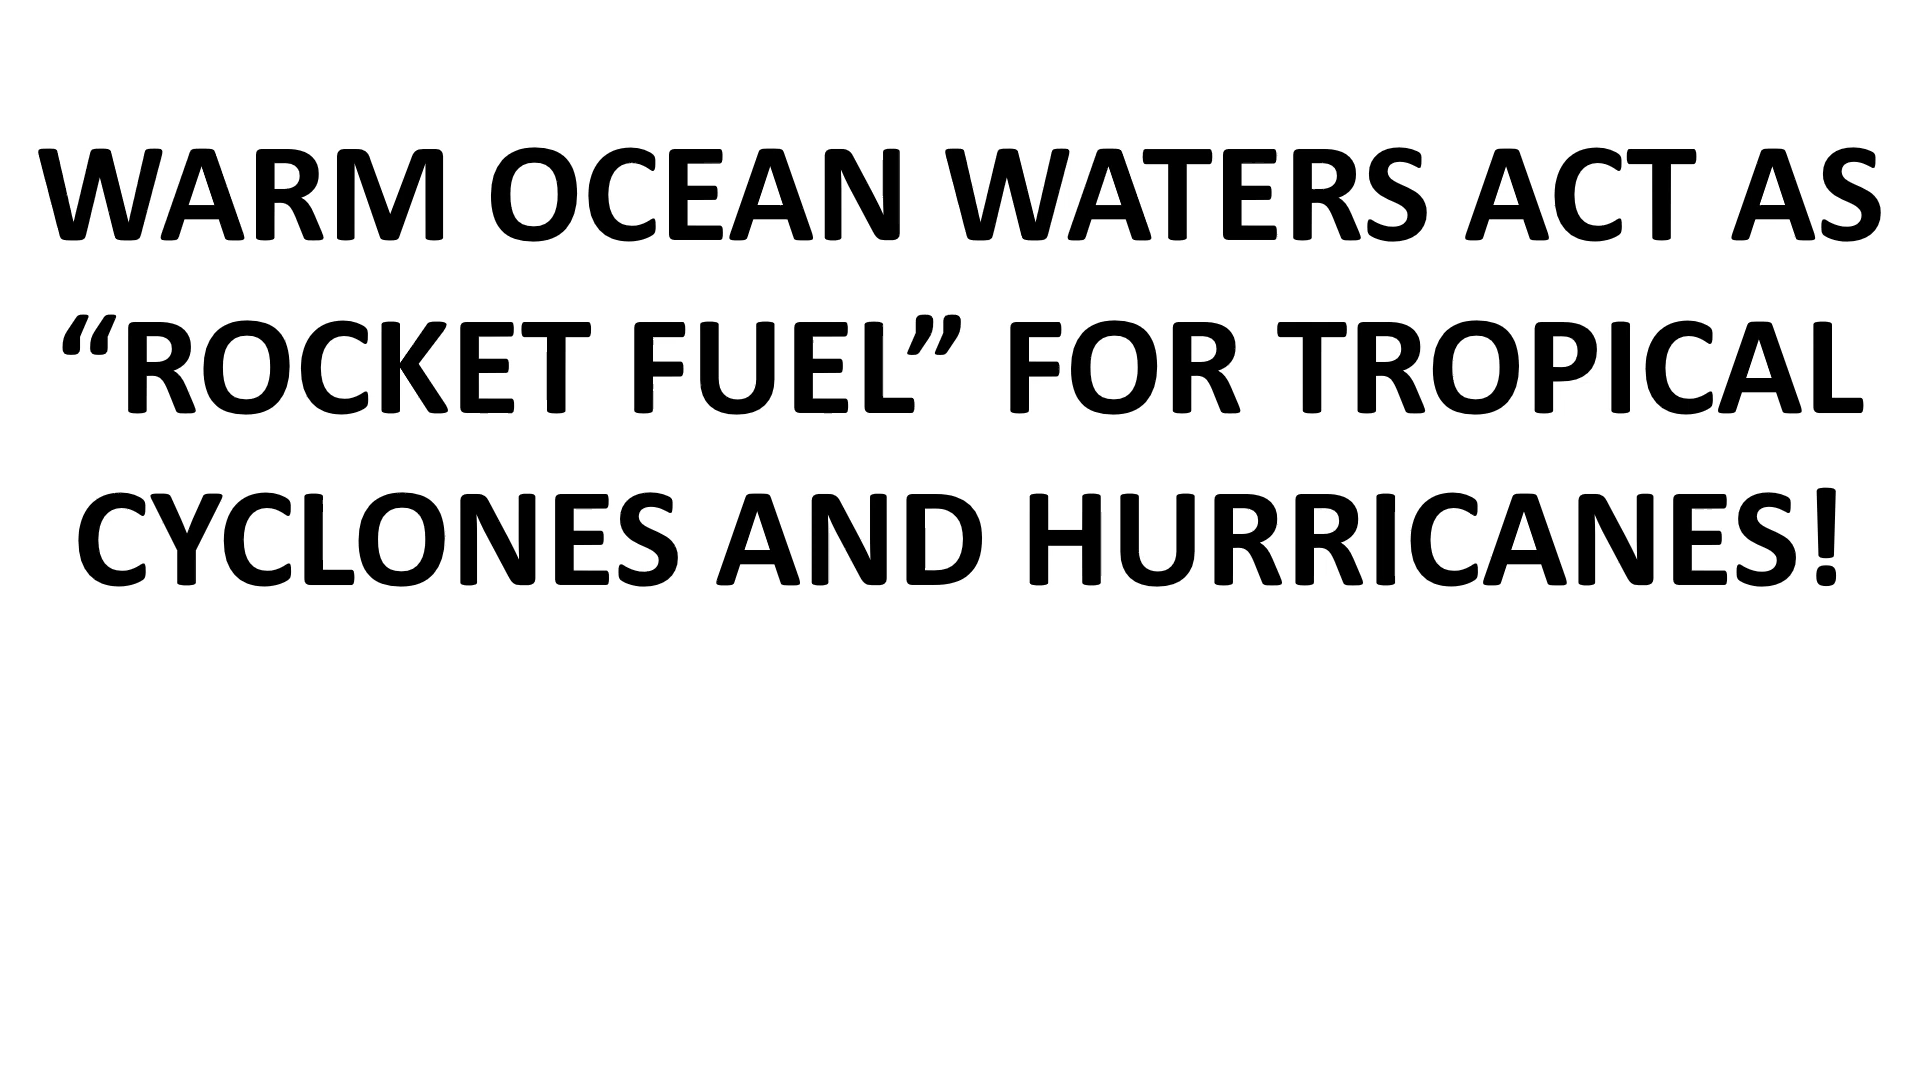 WARM OCEAN WATERS ACT AS
“ROCKET FUEL” FOR TROPICAL
CYCLONES AND HURRICANES!